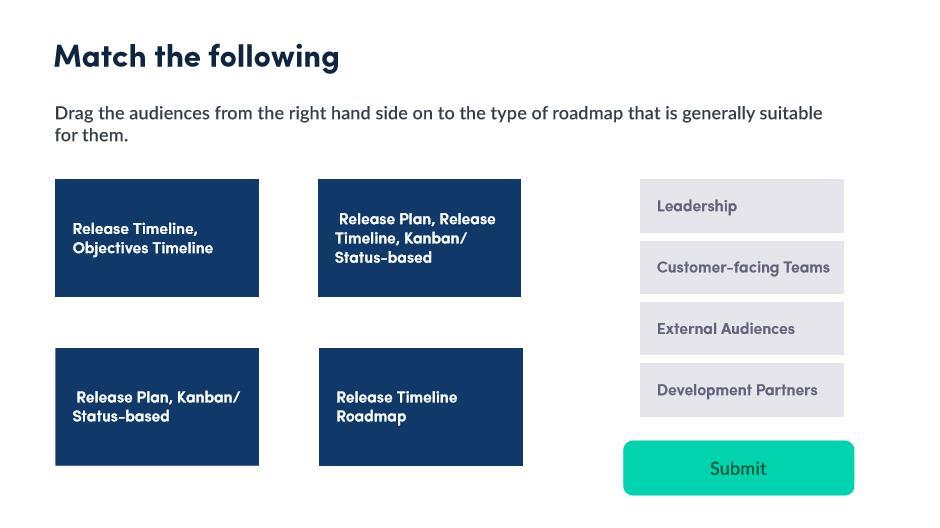 Match the following
Drag the audiences from the right hand side on to the type of roadmap that is generally suitable
for them.
Release Timeline,
Objectives Timeline
Release Plan, Release
Timeline, Kanban/
Status-based
Release Plan, Kanban/
Status-based
Release Timeline
Roadmap
Leadership
Customer-facing Teams
External Audiences
Development Partners
Submit